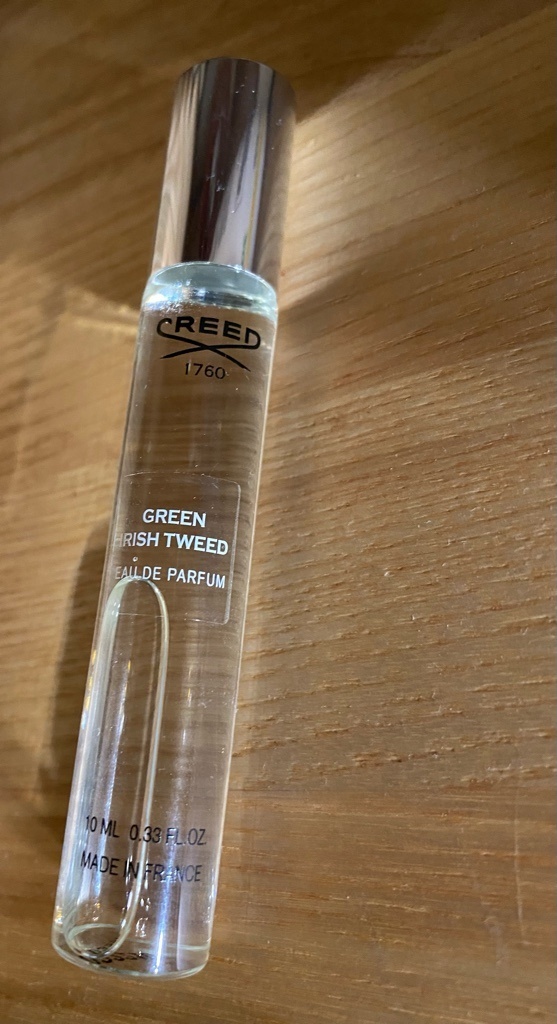 CREED
1760
GREEN
IRISH TWEED
EAU DE PARFUM
10 ML 0.33 FL.OZ.
MADE IN FRANCE